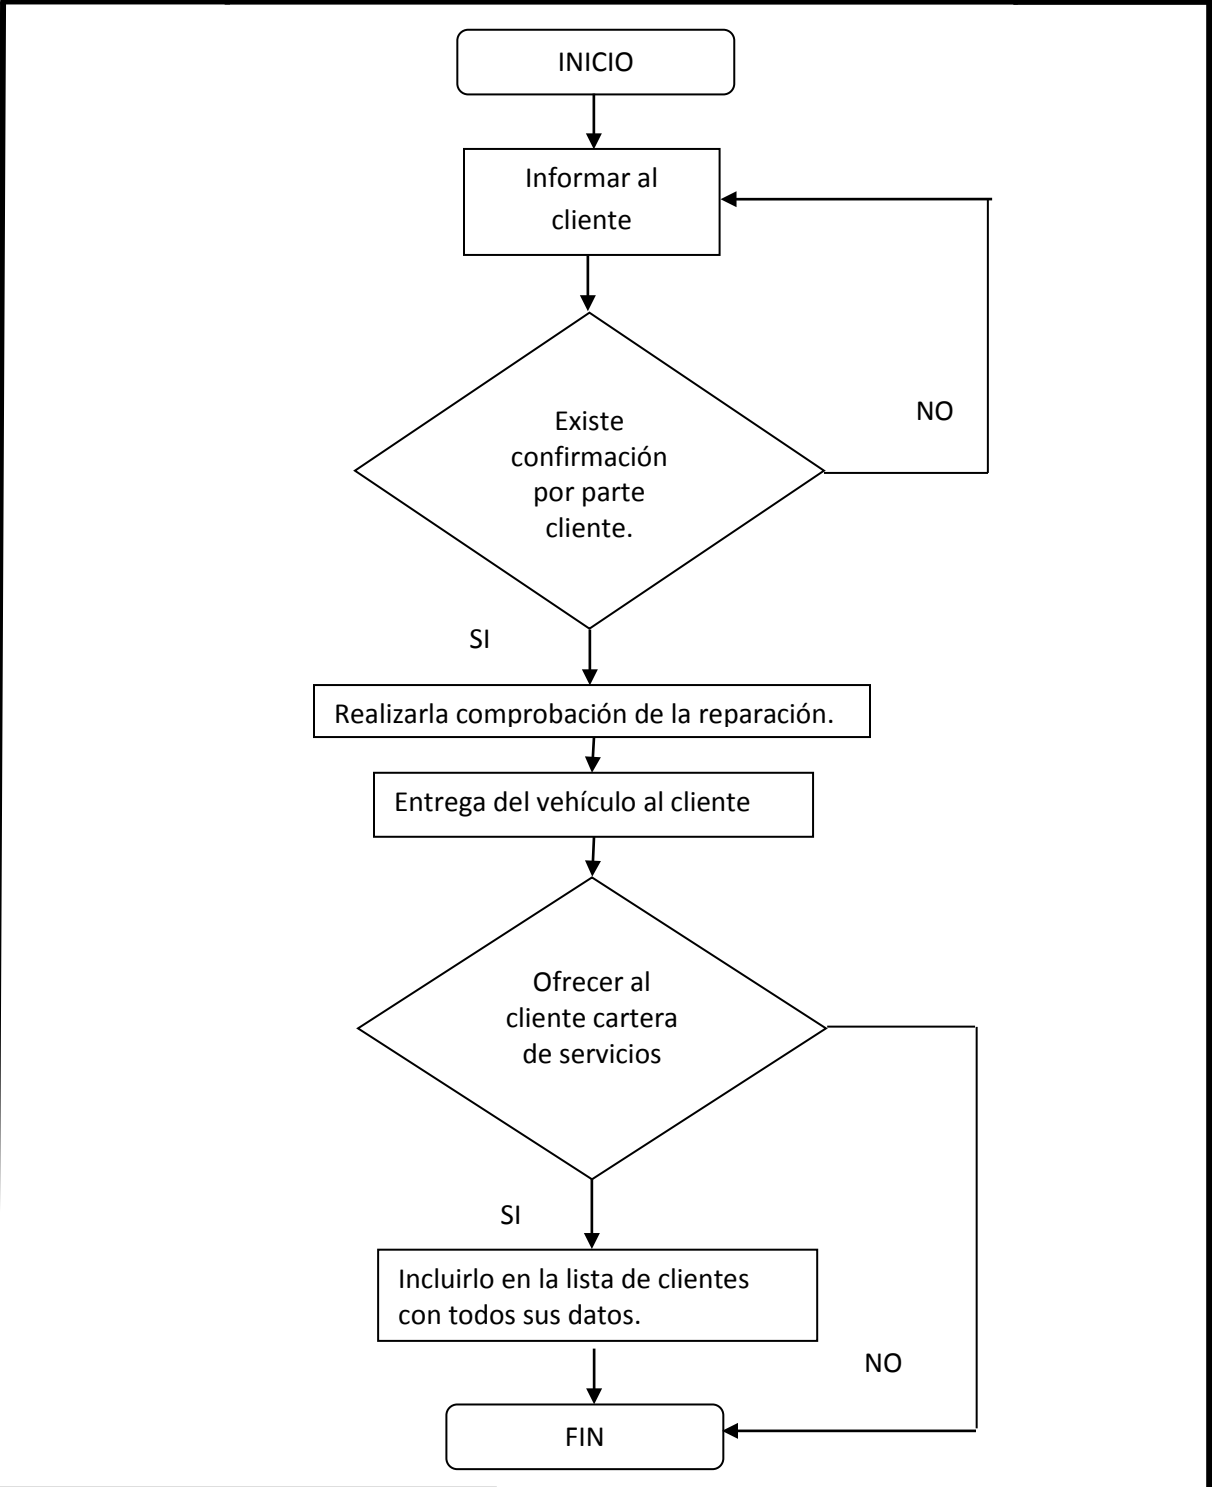 INICIO
Informar al
cliente
NO
Existe
confirmación
por parte
cliente.
SI
Realizarla comprobación de la reparación.
Entrega del vehículo al cliente
Ofrecer al
cliente cartera
de servicios
SI
Incluirlo en la lista de clientes
con todos sus datos.
NO
FIN